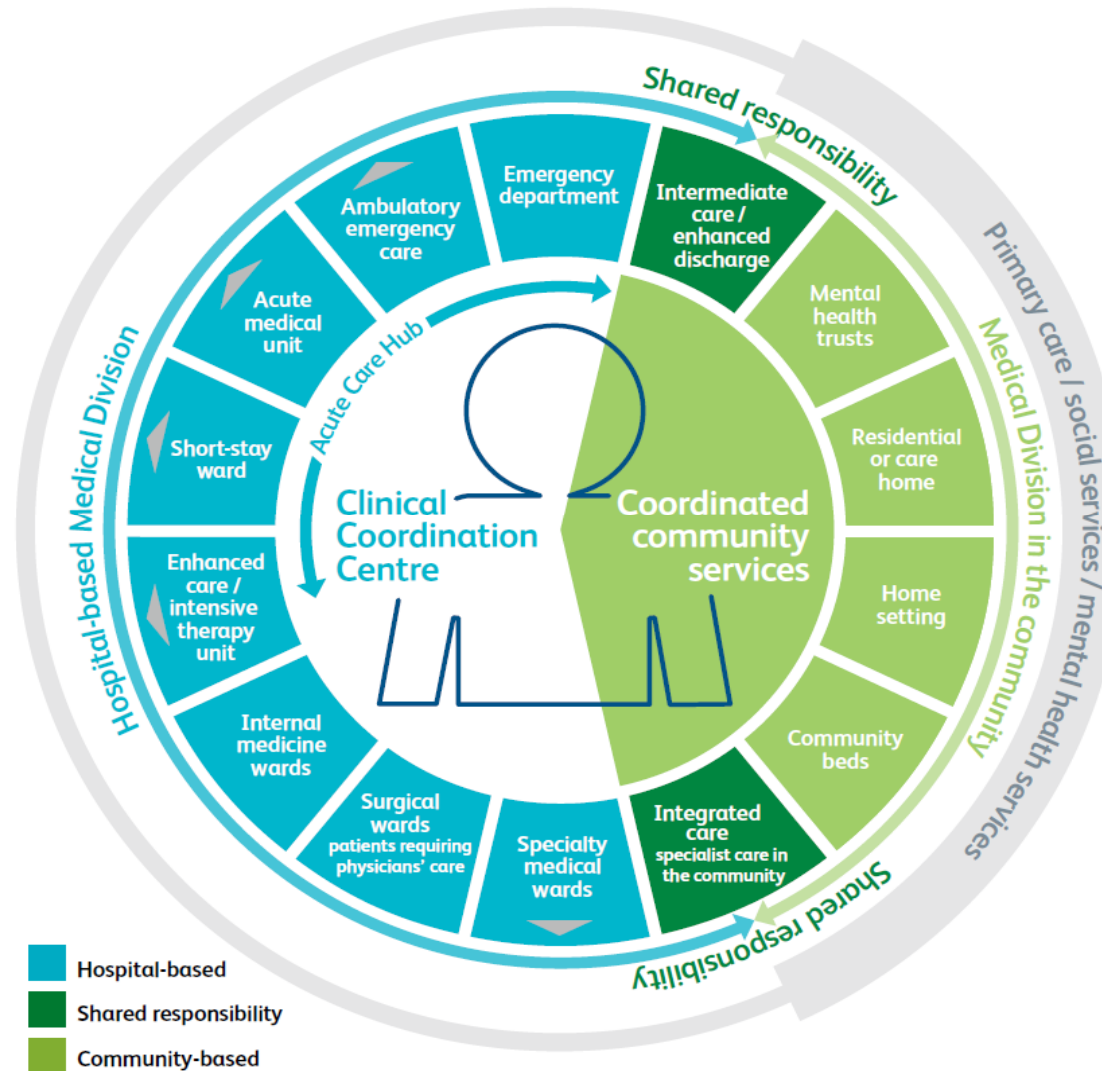 Shared responsibility
Hospital-based Medical Division
Medical Division in the community
Primary care / social services / mental health services
Shared responsibility
Emergency
department
Intermediate
care /
enhanced
discharge
Mental
health
trusts
Residential
or care
home
Home
setting
Community
beds
Integrated
care
specialist care in
the community
Specialty
medical
wards
Surgical
wards
patients requiring
physicians' care
Internal
medicine
wards
Enhanced
care /
intensive
therapy
unit
Short-stay
ward
Acute
medical
unit
Ambulatory
emergency
care
Acute Care Hub
Clinical
Coordination
Centre
Coordinated
community
services
Hospital-based
Shared responsibility
Community-based